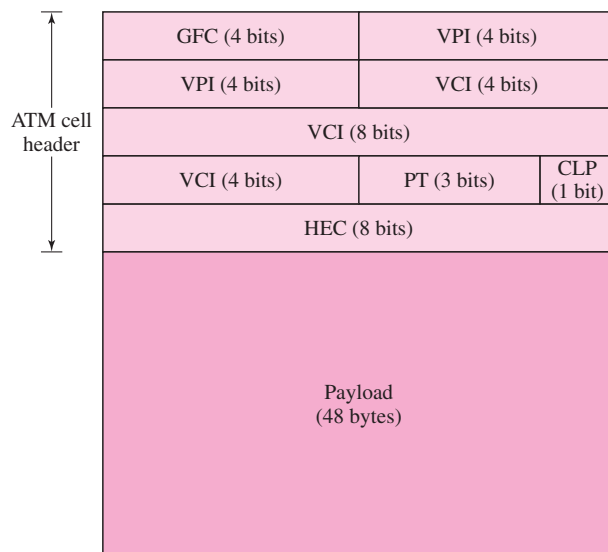 GFC (4 bits)
VPI (4 bits)
VPI (4 bits)
VCI (4 bits)
ATM cell
header
VCI (8 bits)
VCI (4 bits)
PT (3 bits)
CLP
(1 bit)
HEC (8 bits)
Payload
(48 bytes)